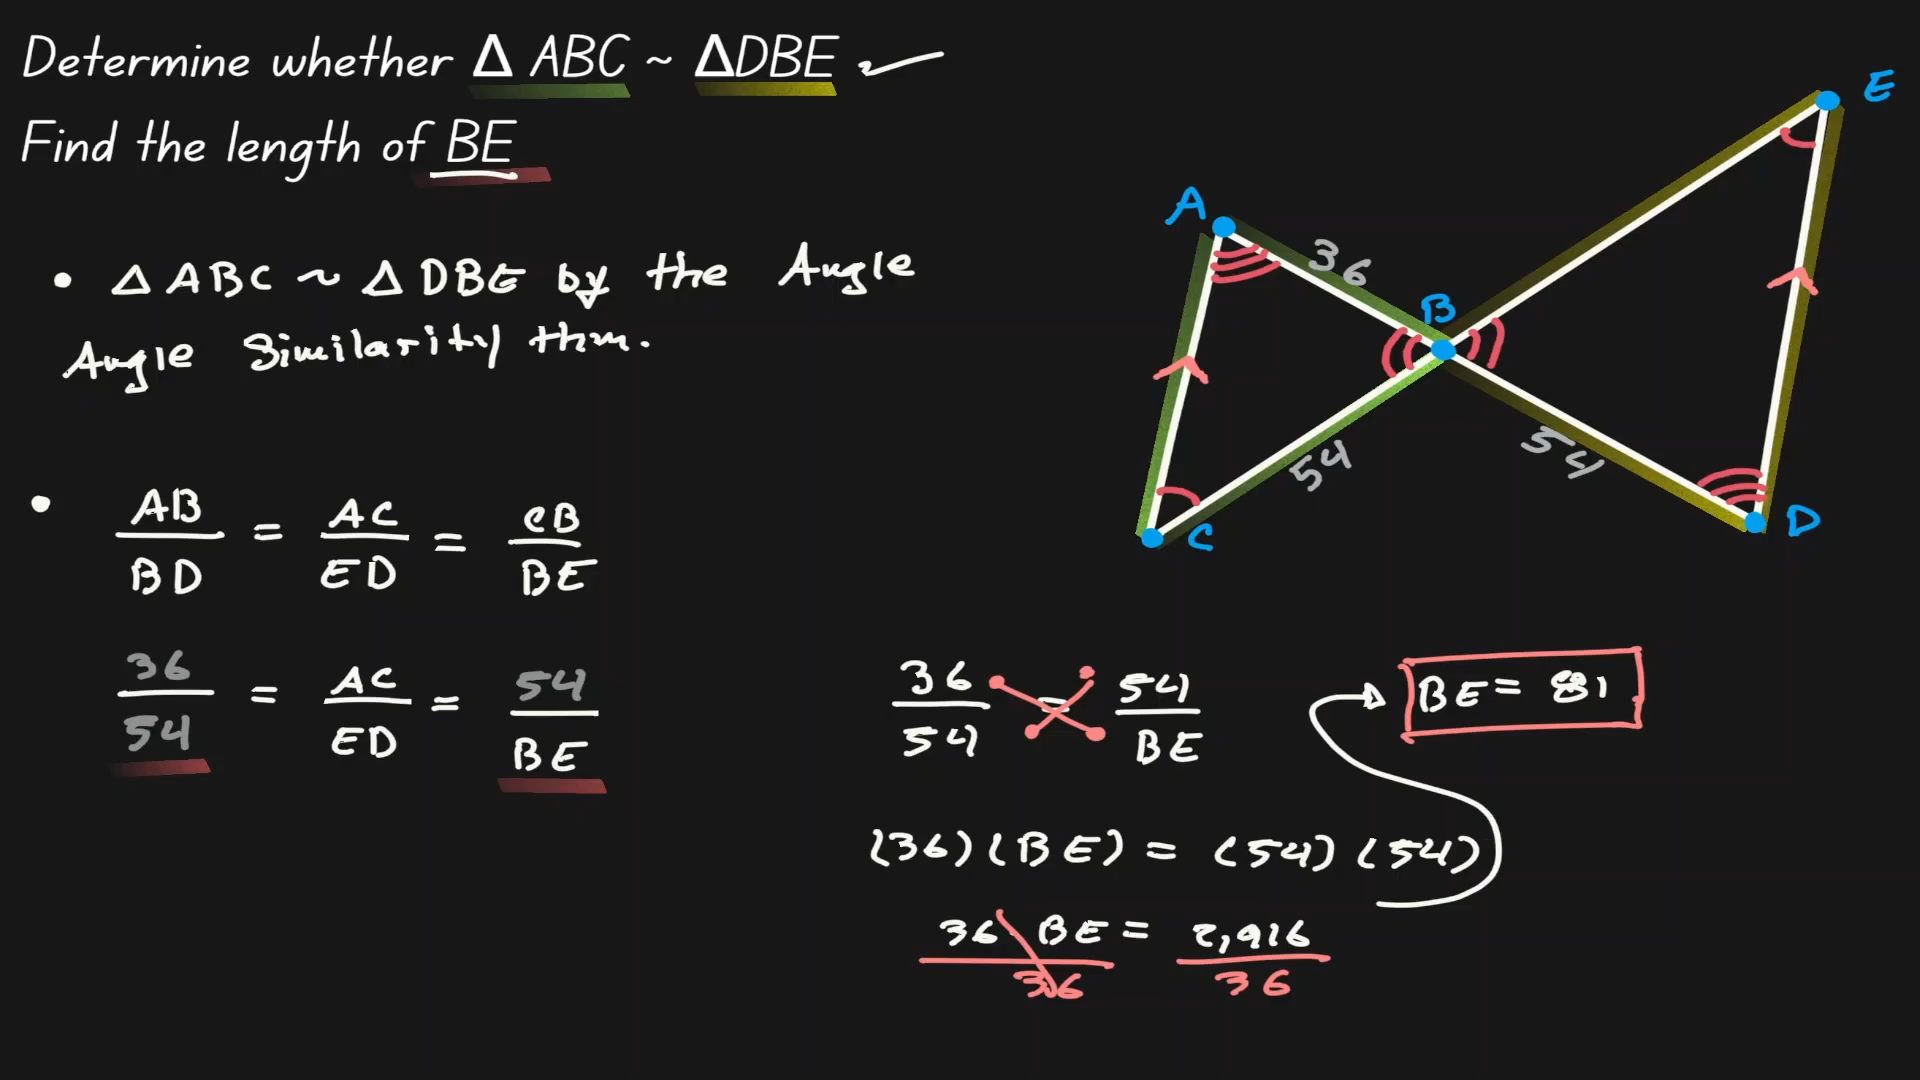 Determine whether Δ ABC ~ ΔDBE ✓
Find the length of BE
• Δ ABC ~ Δ DBE by the Angle
Angle Similarity thm.
• AB/BD = AC/ED = CB/BE
36/54 = AC/ED = 54/BE
A
E
36
B
54
54
C
D
36/54 = 54/BE
BE = 81
(36)(BE) = (54)(54)
36 · BE = 2,916
36 36